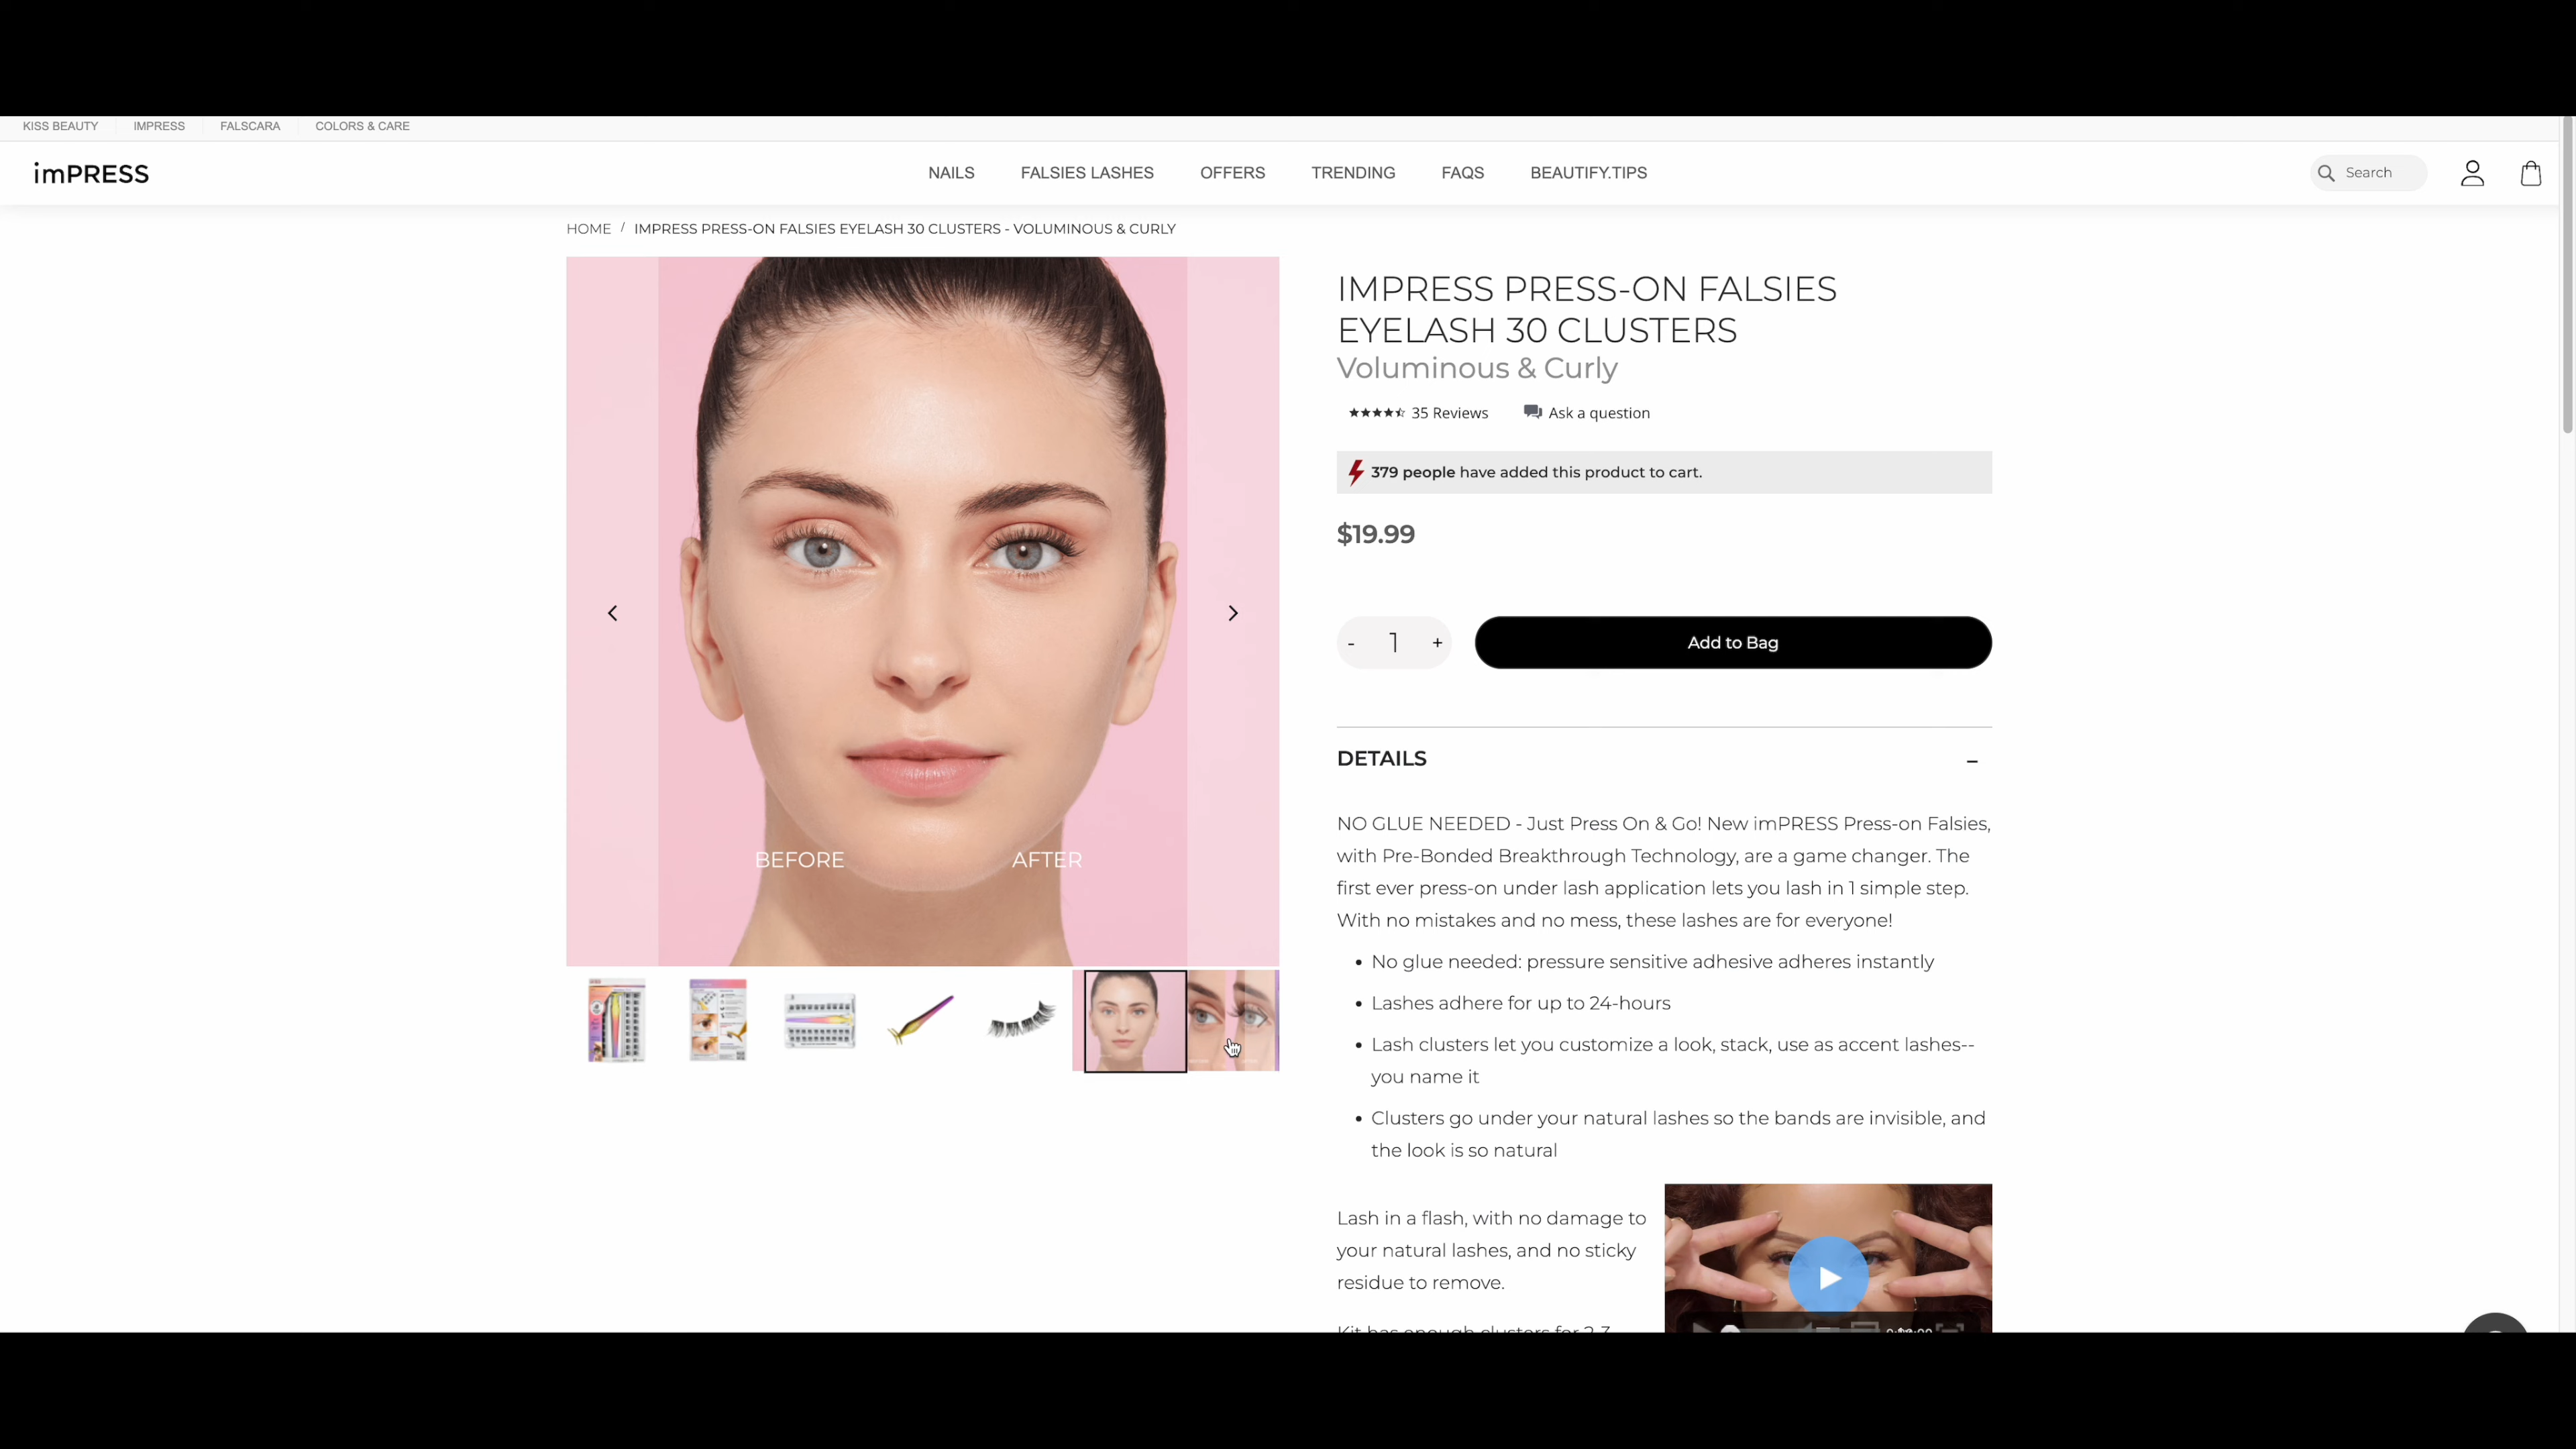 KISS BEAUTY IMPRESS FALSCARA COLORS & CARE
imPRESS NAILS FALSIES LASHES OFFERS TRENDING FAQS BEAUTIFY.TIPS Search
HOME / IMPRESS PRESS-ON FALSIES EYELASH 30 CLUSTERS - VOLUMINOUS & CURLY
BEFORE AFTER
IMPRESS PRESS-ON FALSIES
EYELASH 30 CLUSTERS
Voluminous & Curly
35 Reviews Ask a question
379 people have added this product to cart.
$19.99
- 1 + Add to Bag
DETAILS –
NO GLUE NEEDED - Just Press On & Go! New imPRESS Press-on Falsies,
with Pre-Bonded Breakthrough Technology, are a game changer. The
first ever press-on under lash application lets you lash in 1 simple step.
With no mistakes and no mess, these lashes are for everyone!
• No glue needed: pressure sensitive adhesive adheres instantly
• Lashes adhere for up to 24-hours
• Lash clusters let you customize a look, stack, use as accent lashes--
you name it
• Clusters go under your natural lashes so the bands are invisible, and
the look is so natural
Lash in a flash, with no damage to
your natural lashes, and no sticky
residue to remove.
Kit has enough clusters for 2-3